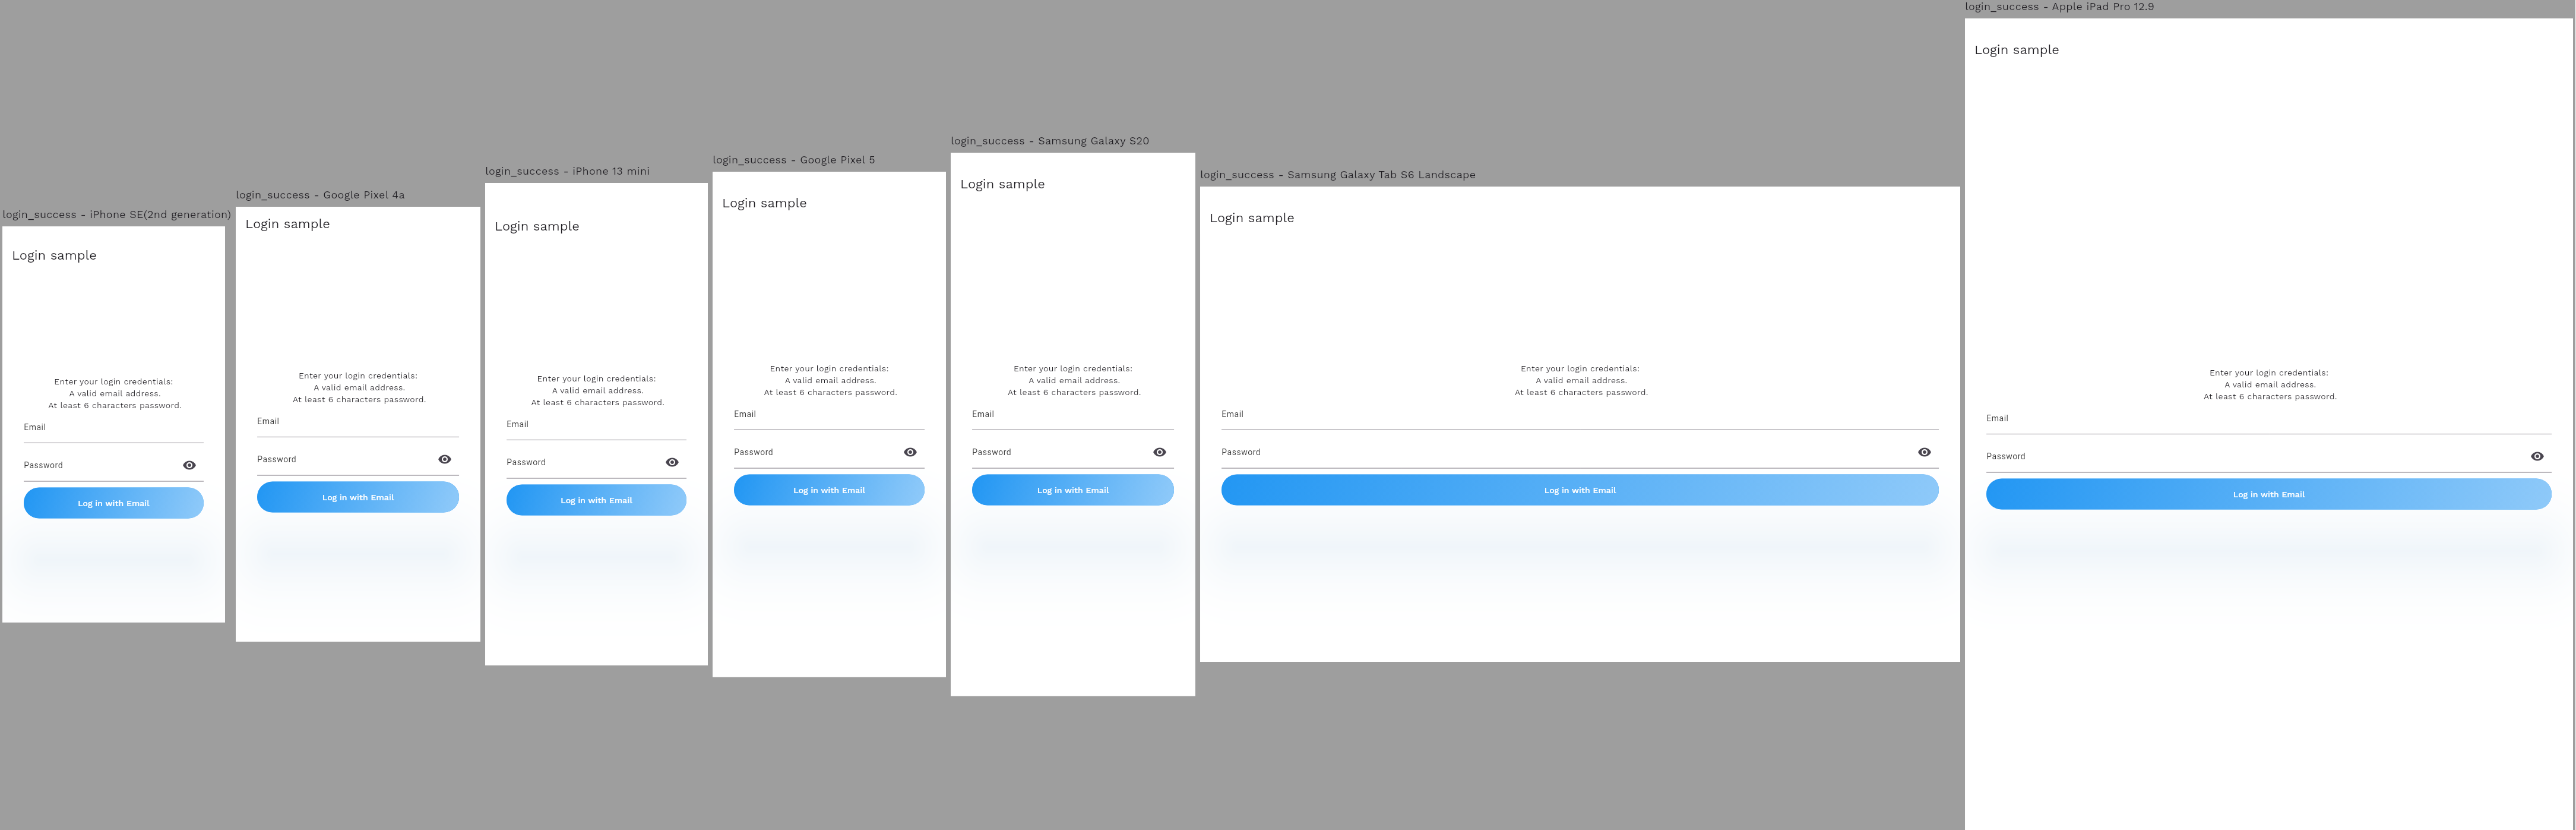 login_success - iPhone SE(2nd generation)
Login sample
Enter your login credentials:
A valid email address.
At least 6 characters password.
Email
Password
Log in with Email
login_success - Google Pixel 4a
Login sample
Enter your login credentials:
A valid email address.
At least 6 characters password.
Email
Password
Log in with Email
login_success - iPhone 13 mini
Login sample
Enter your login credentials:
A valid email address.
At least 6 characters password.
Email
Password
Log in with Email
login_success - Google Pixel 5
Login sample
Enter your login credentials:
A valid email address.
At least 6 characters password.
Email
Password
Log in with Email
login_success - Samsung Galaxy S20
Login sample
Enter your login credentials:
A valid email address.
At least 6 characters password.
Email
Password
Log in with Email
login_success - Samsung Galaxy Tab S6 Landscape
Login sample
Enter your login credentials:
A valid email address.
At least 6 characters password.
Email
Password
Log in with Email
login_success - Apple iPad Pro 12.9
Login sample
Enter your login credentials:
A valid email address.
At least 6 characters password.
Email
Password
Log in with Email